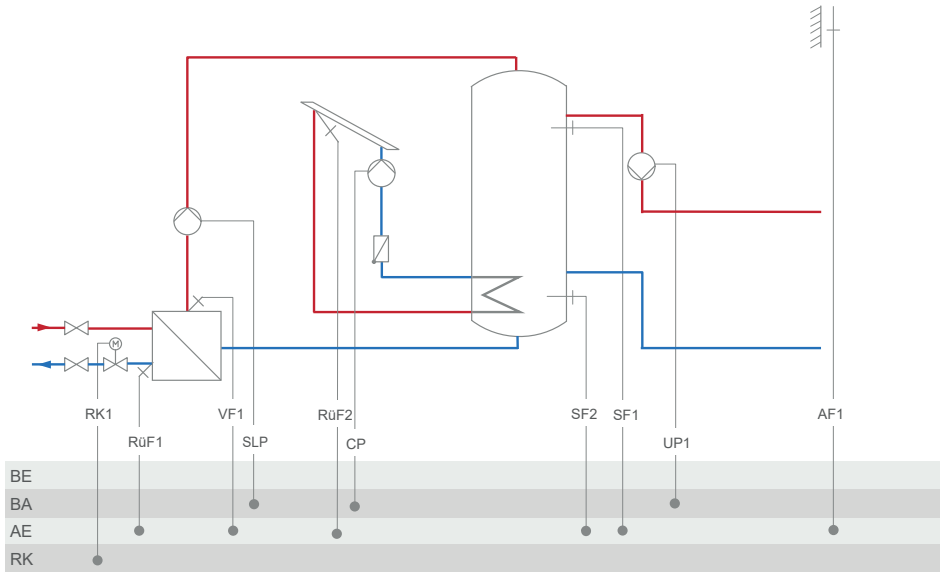 M
RK1
VF1
RüF2
SF2
SF1
AF1
RüF1
SLP
CP
UP1
BE
BA
AE
RK